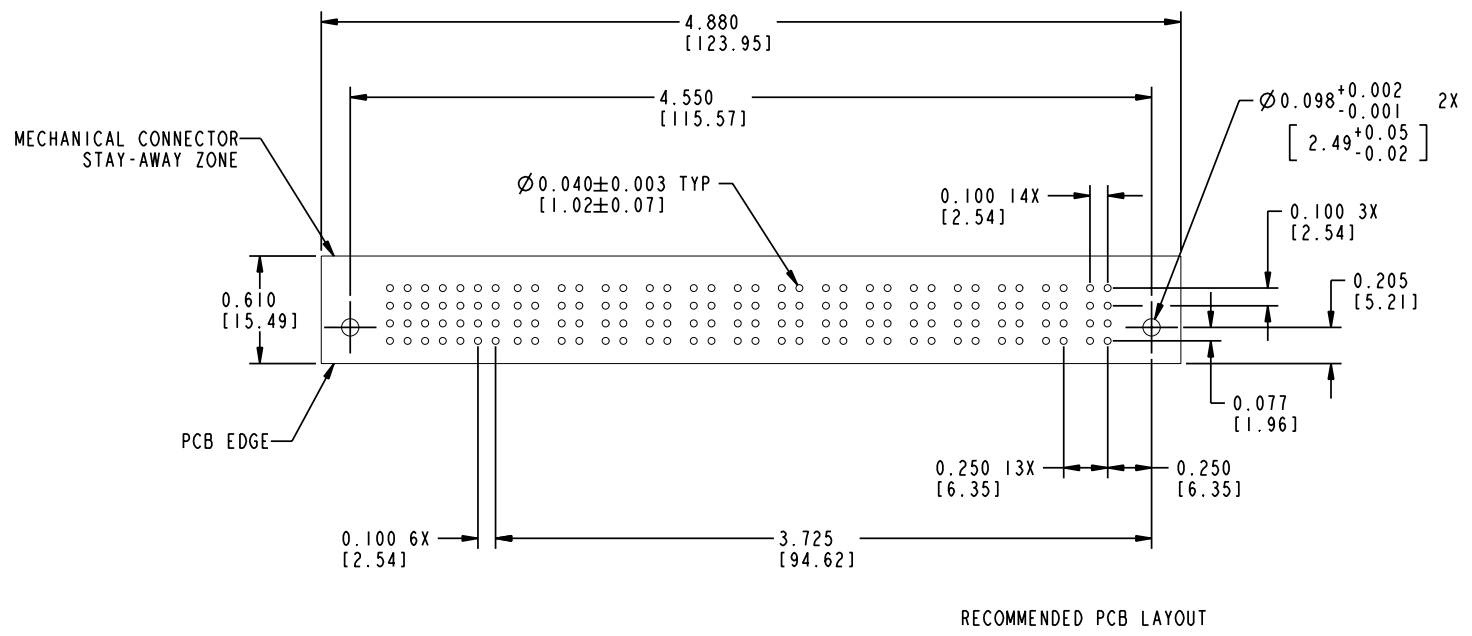 4.880
[123.95]
4.550
[115.57]
Ø0.098+0.002 -0.001 2X
[2.49+0.05 -0.02]
MECHANICAL CONNECTOR
STAY-AWAY ZONE
Ø0.040±0.003 TYP
[1.02±0.07]
0.100 14X
[2.54]
0.100 3X
[2.54]
0.205
[5.21]
0.610
[15.49]
0.077
[1.96]
PCB EDGE
0.250 13X
[6.35]
0.250
[6.35]
0.100 6X
[2.54]
3.725
[94.62]
RECOMMENDED PCB LAYOUT